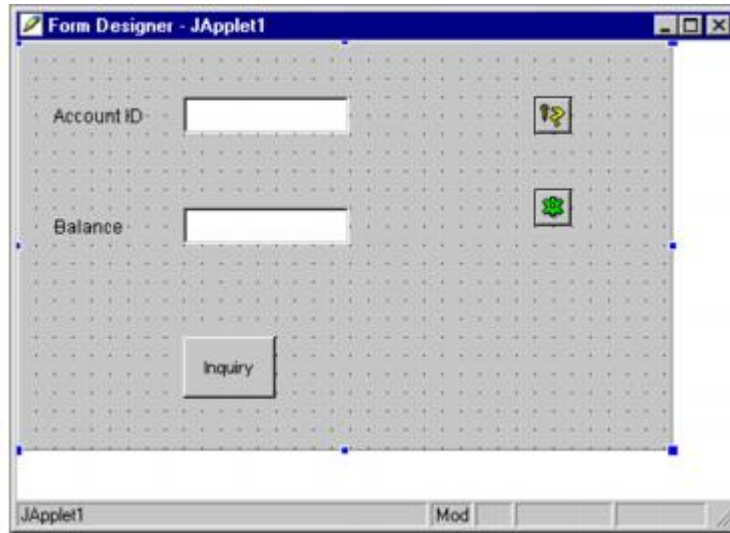 Form Designer - JApplet1
Account ID
Balance
Inquiry
JApplet1 Mod